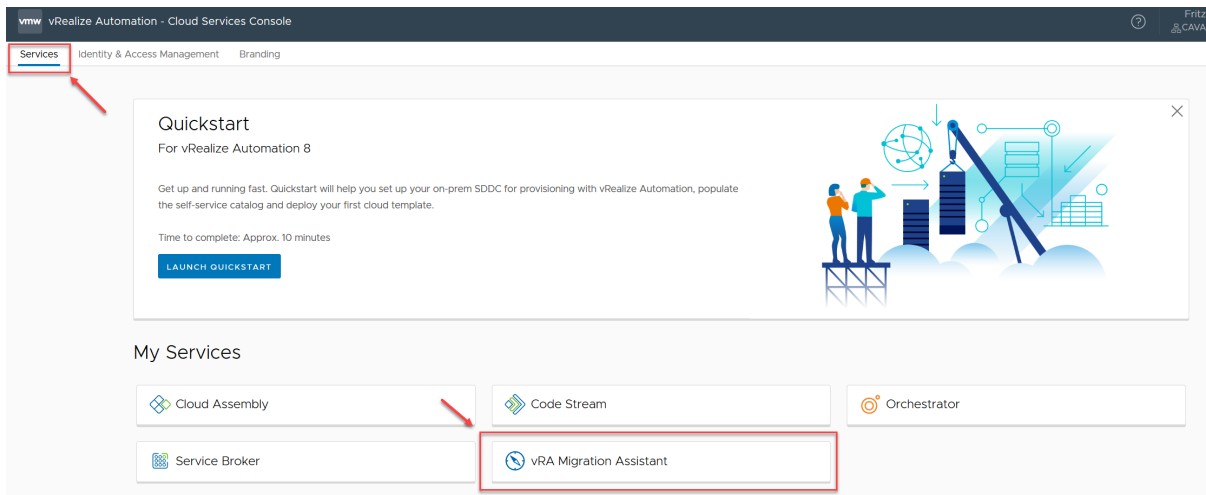 vmw vRealize Automation - Cloud Services Console
Fritz
CAVA
Services Identity & Access Management Branding
Quickstart
For vRealize Automation 8
Get up and running fast. Quickstart will help you set up your on-prem SDDC for provisioning with vRealize Automation, populate
the self-service catalog and deploy your first cloud template.
Time to complete: Approx. 10 minutes
LAUNCH QUICKSTART
My Services
Cloud Assembly
Code Stream
Orchestrator
Service Broker
vRA Migration Assistant